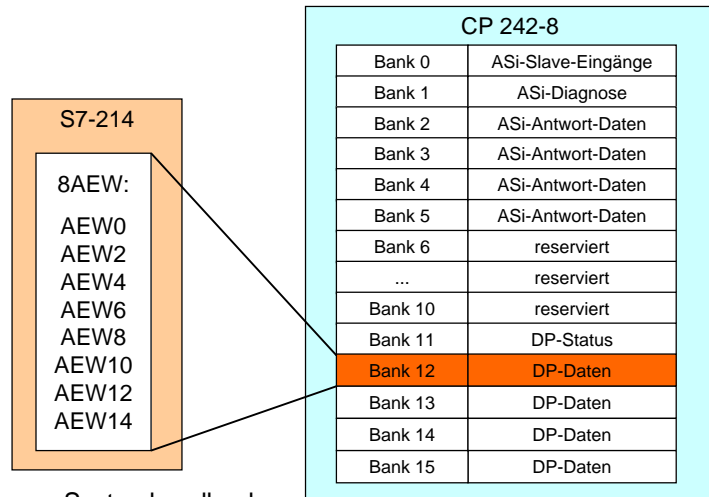 CP 242-8
Bank 0 ASi-Slave-Eingänge
Bank 1 ASi-Diagnose
Bank 2 ASi-Antwort-Daten
Bank 3 ASi-Antwort-Daten
Bank 4 ASi-Antwort-Daten
Bank 5 ASi-Antwort-Daten
Bank 6 reserviert
... reserviert
Bank 10 reserviert
Bank 11 DP-Status
Bank 12 DP-Daten
Bank 13 DP-Daten
Bank 14 DP-Daten
Bank 15 DP-Daten
S7-214
8AEW:
AEW0
AEW2
AEW4
AEW6
AEW8
AEW10
AEW12
AEW14